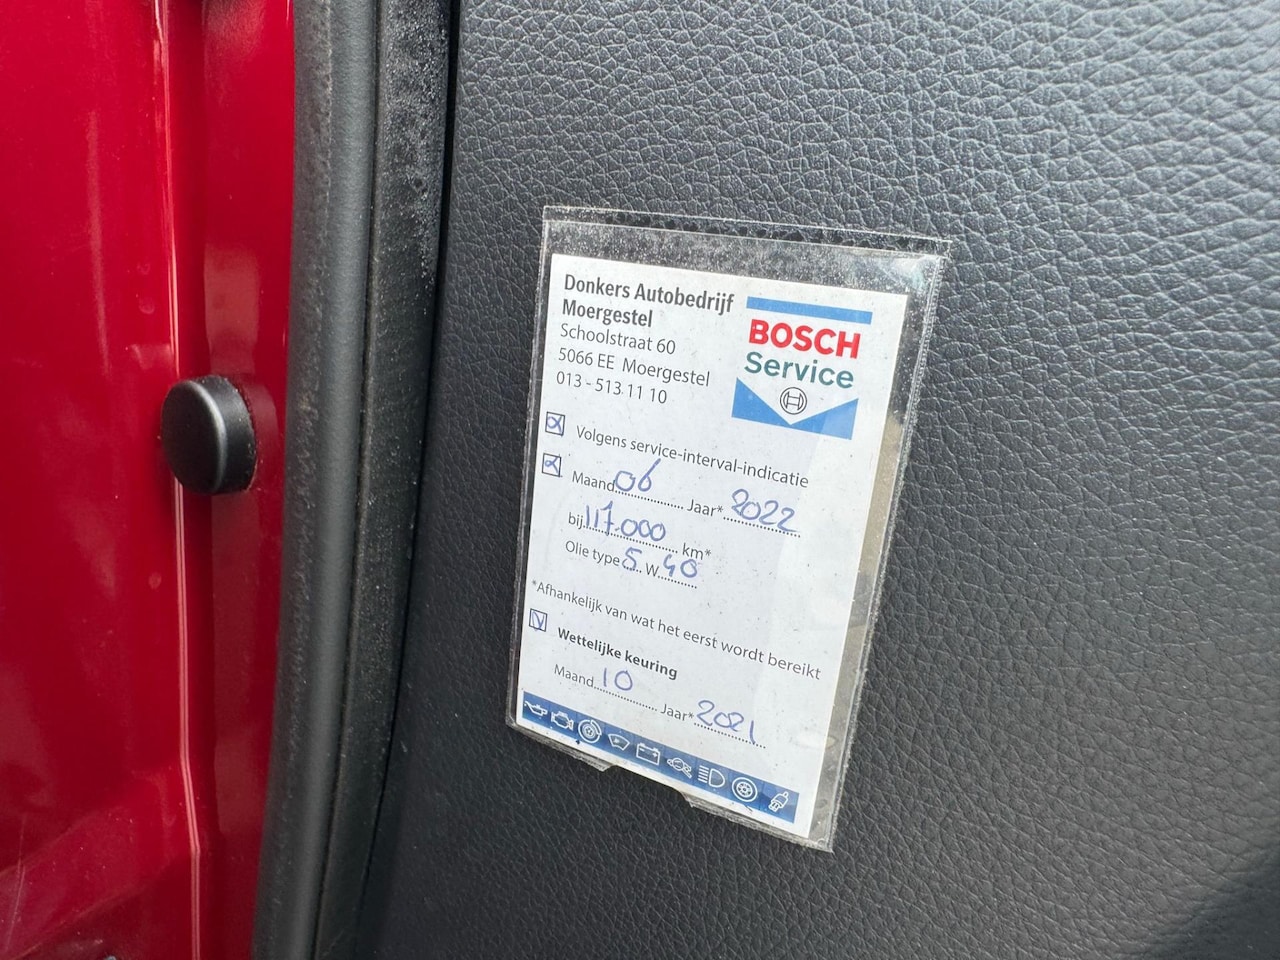 Donkers Autobedrijf
Moergestel
Schoolstraat 60
5066 EE Moergestel
013 - 513 11 10
BOSCH
Service
Volgens service-interval-indicatie
Maand 06 Jaar* 2022
bij 117.000 km*
Olie type 5 W 40
*Afhankelijk van wat het eerst wordt bereikt
Wettelijke keuring
Maand 10 Jaar* 2021